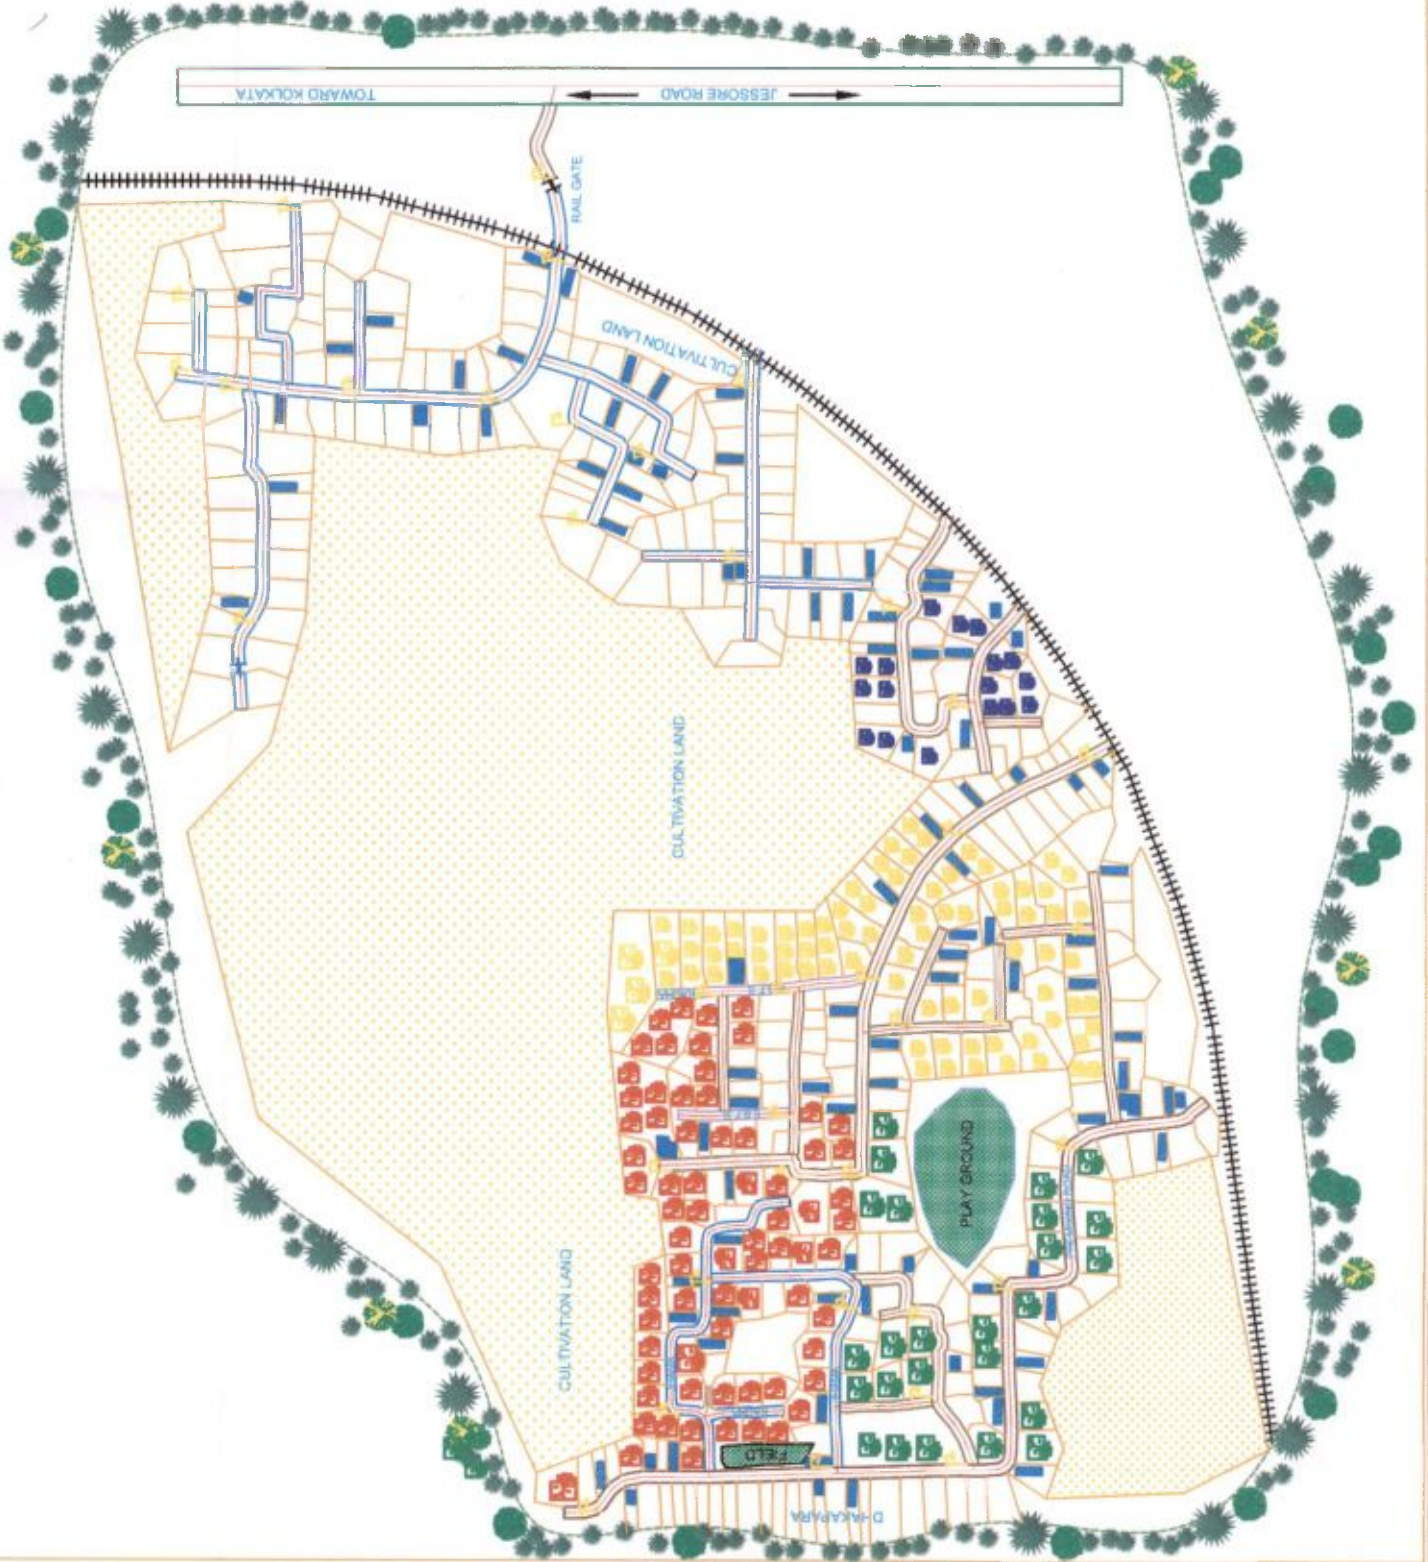 TOWARD KOLKATA
JESSORE ROAD
RAIL GATE
CULTIVATION LAND
CULTIVATION LAND
PLAY GROUND
CULTIVATION LAND
FIELD
DHAKAPARA